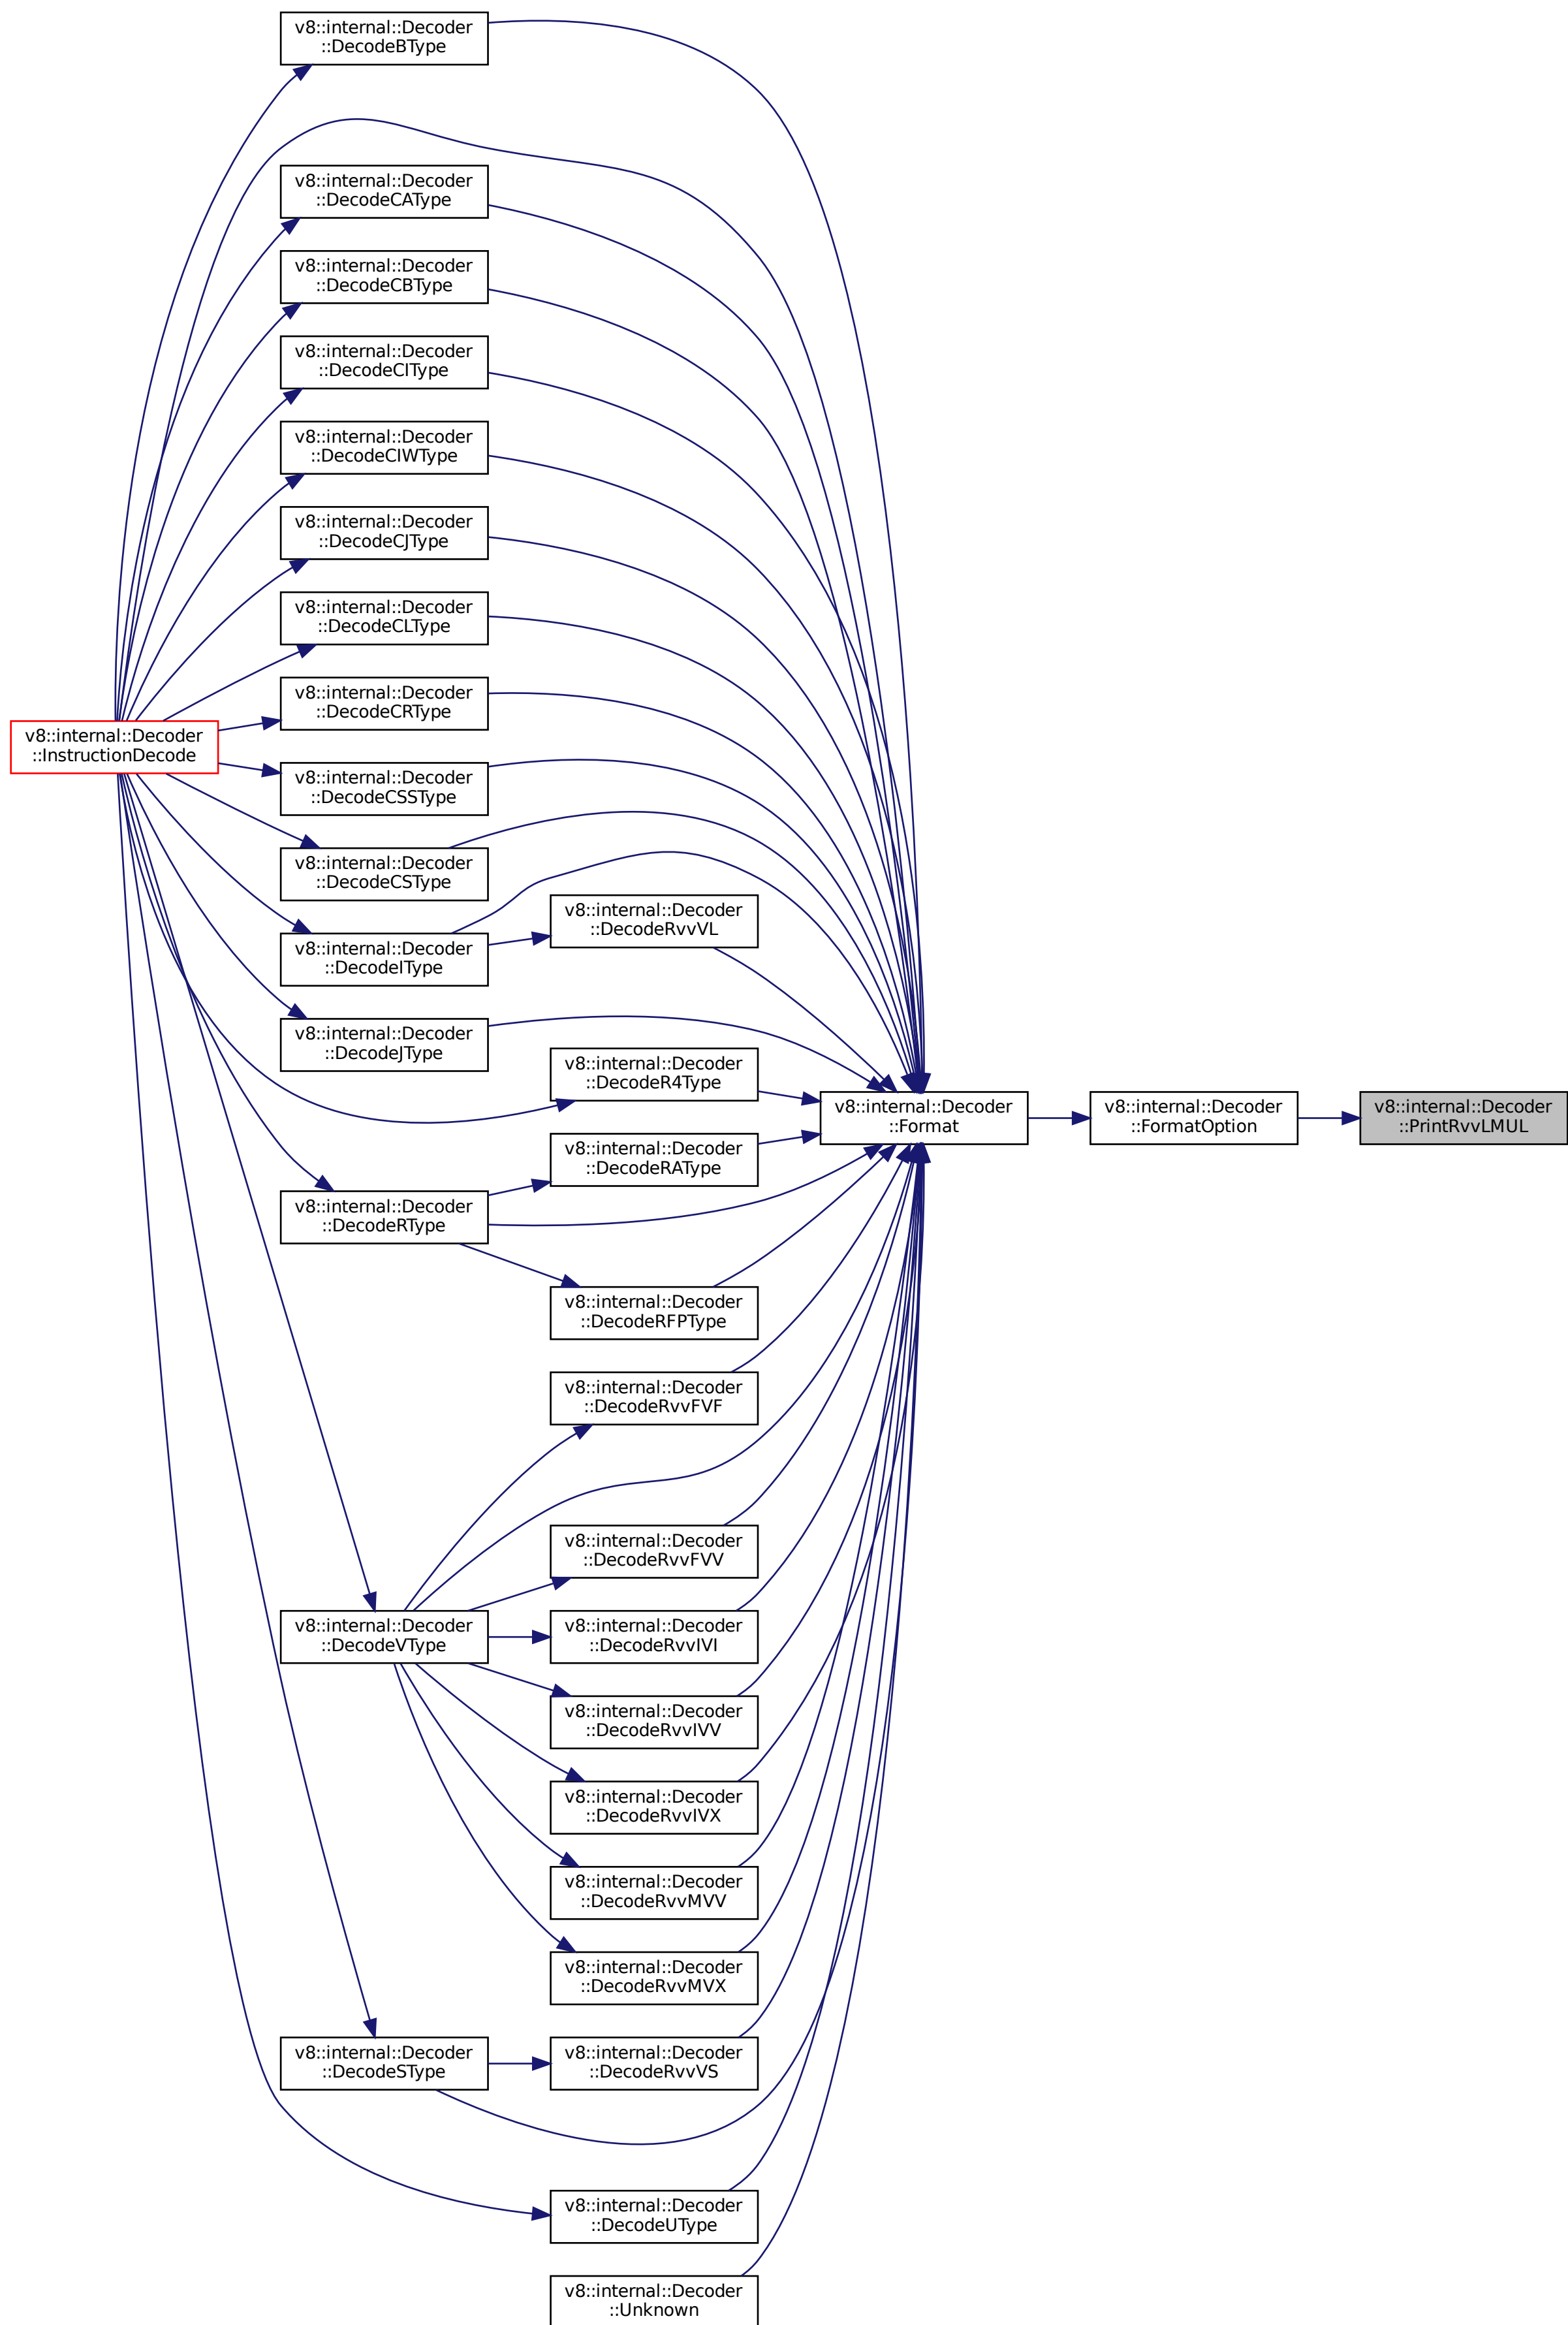 v8::internal::Decoder
::DecodeBType
v8::internal::Decoder
::DecodeCAType
v8::internal::Decoder
::DecodeCBType
v8::internal::Decoder
::DecodeCIType
v8::internal::Decoder
::DecodeCIWType
v8::internal::Decoder
::DecodeCJType
v8::internal::Decoder
::DecodeCLType
v8::internal::Decoder
::DecodeCRType
v8::internal::Decoder
::InstructionDecode
v8::internal::Decoder
::DecodeCSSType
v8::internal::Decoder
::DecodeCSType
v8::internal::Decoder
::DecodeRvvVL
v8::internal::Decoder
::DecodeIType
v8::internal::Decoder
::DecodeJType
v8::internal::Decoder
::DecodeR4Type
v8::internal::Decoder
::Format
v8::internal::Decoder
::FormatOption
v8::internal::Decoder
::PrintRvvLMUL
v8::internal::Decoder
::DecodeRAType
v8::internal::Decoder
::DecodeRType
v8::internal::Decoder
::DecodeRFPType
v8::internal::Decoder
::DecodeRvvFVF
v8::internal::Decoder
::DecodeRvvFVV
v8::internal::Decoder
::DecodeVType
v8::internal::Decoder
::DecodeRvvIVI
v8::internal::Decoder
::DecodeRvvIVV
v8::internal::Decoder
::DecodeRvvIVX
v8::internal::Decoder
::DecodeRvvMVV
v8::internal::Decoder
::DecodeRvvMVX
v8::internal::Decoder
::DecodeSType
v8::internal::Decoder
::DecodeRvvVS
v8::internal::Decoder
::DecodeUType
v8::internal::Decoder
::Unknown